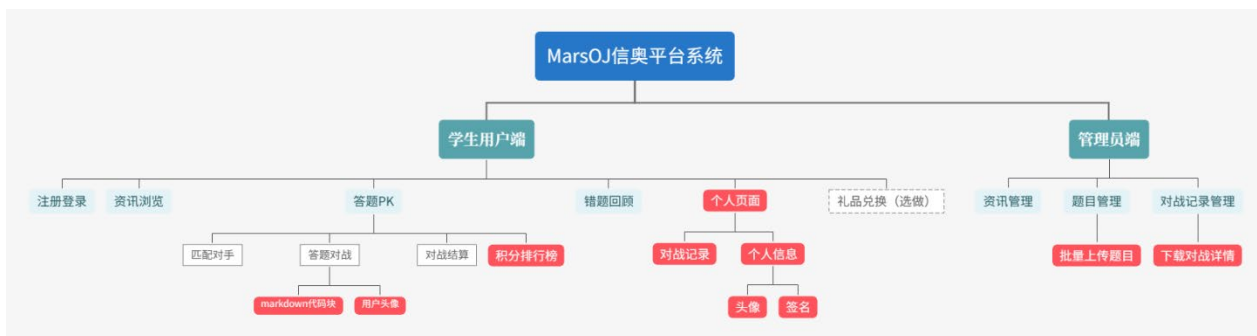 MarsOJ信奥平台系统
学生用户端
管理员端
注册登录
资讯浏览
答题PK
错题回顾
个人页面
礼品兑换（选做）
资讯管理
题目管理
对战记录管理
匹配对手
答题对战
对战结算
积分排行榜
对战记录
个人信息
批量上传题目
下载对战详情
markdown代码块
用户头像
头像
签名